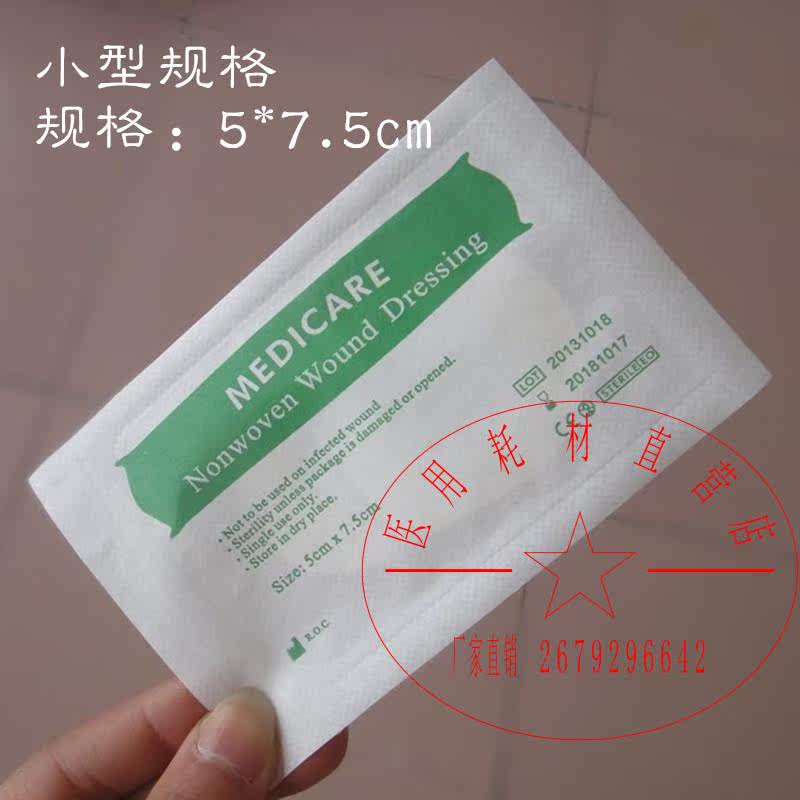 小型规格
规格：5*7.5cm
MEDICARE
Nonwoven Wound Dressing
· Not to be used on infected wound
· Sterility unless package is damaged or opened.
· Single use only.
· Store in dry place.
Size: 5cm x 7.5cm
R.O.C.
LOT 20131018
20181017
CE 2 STERILE EO
医用耗材直营店
厂家直销 2679296642